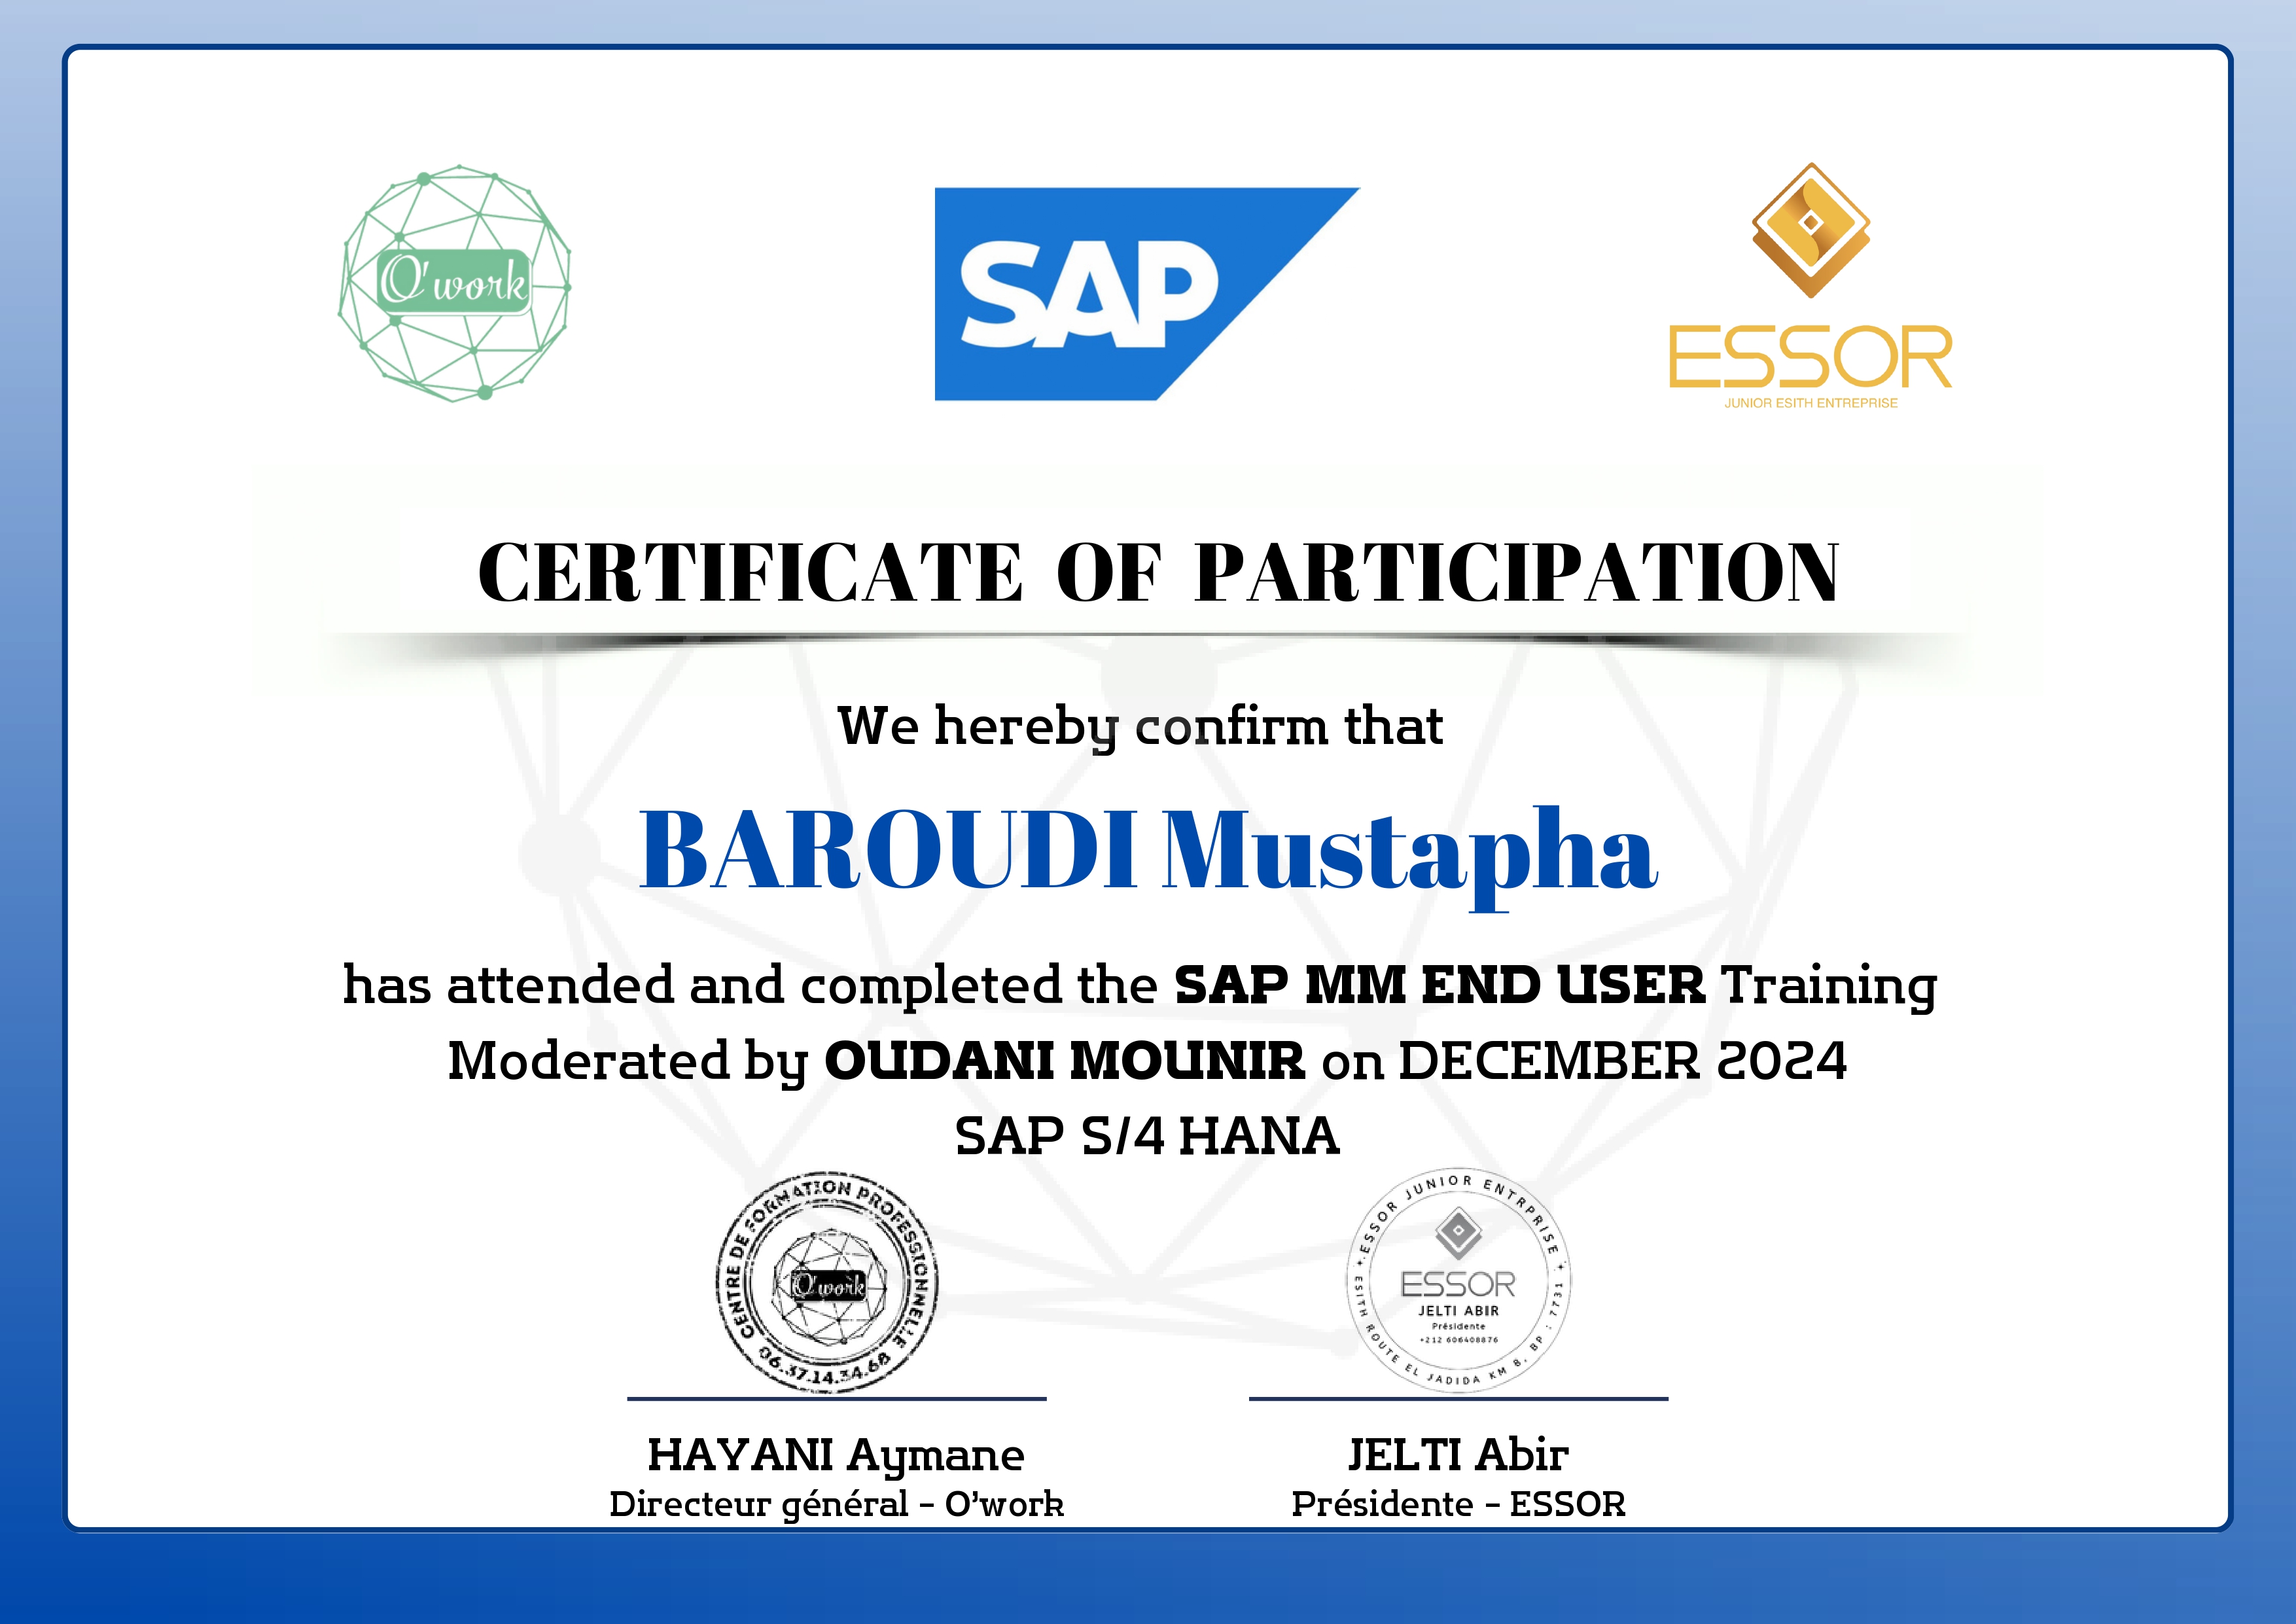 O'work
SAP
ESSOR
JUNIOR ESITH ENTREPRISE
CERTIFICATE OF PARTICIPATION
We hereby confirm that
BAROUDI Mustapha
has attended and completed the SAP MM END USER Training
Moderated by OUDANI MOUNIR on DECEMBER 2024
SAP S/4 HANA
CENTRE DE FORMATION PROFESSIONNEL.L.E
O'work
06.37.14.34.68
ESSOR JUNIOR ENTRPRISE
ESSOR
JELTI ABIR
Présidente
+212 606408876
ESITH ROUTE EL JADIDA KM 8, BP : 7731
HAYANI Aymane
Directeur général - O'work
JELTI Abir
Présidente - ESSOR